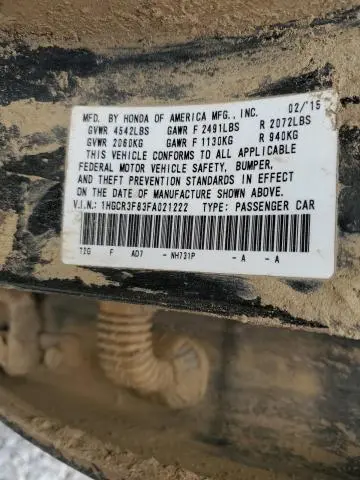 MFD. BY HONDA OF AMERICA MFG., INC. 02/15
GVWR 4542LBS GAWR F 2491LBS R 2072LBS
GVWR 2060KG GAWR F 1130KG R 940KG
THIS VEHICLE CONFORMS TO ALL APPLICABLE
FEDERAL MOTOR VEHICLE SAFETY, BUMPER,
AND THEFT PREVENTION STANDARDS IN EFFECT
ON THE DATE OF MANUFACTURE SHOWN ABOVE.
V.I.N.: 1HGCR3F83FA021222 TYPE: PASSENGER CAR
T2G F AD7 - NH731P - A - A